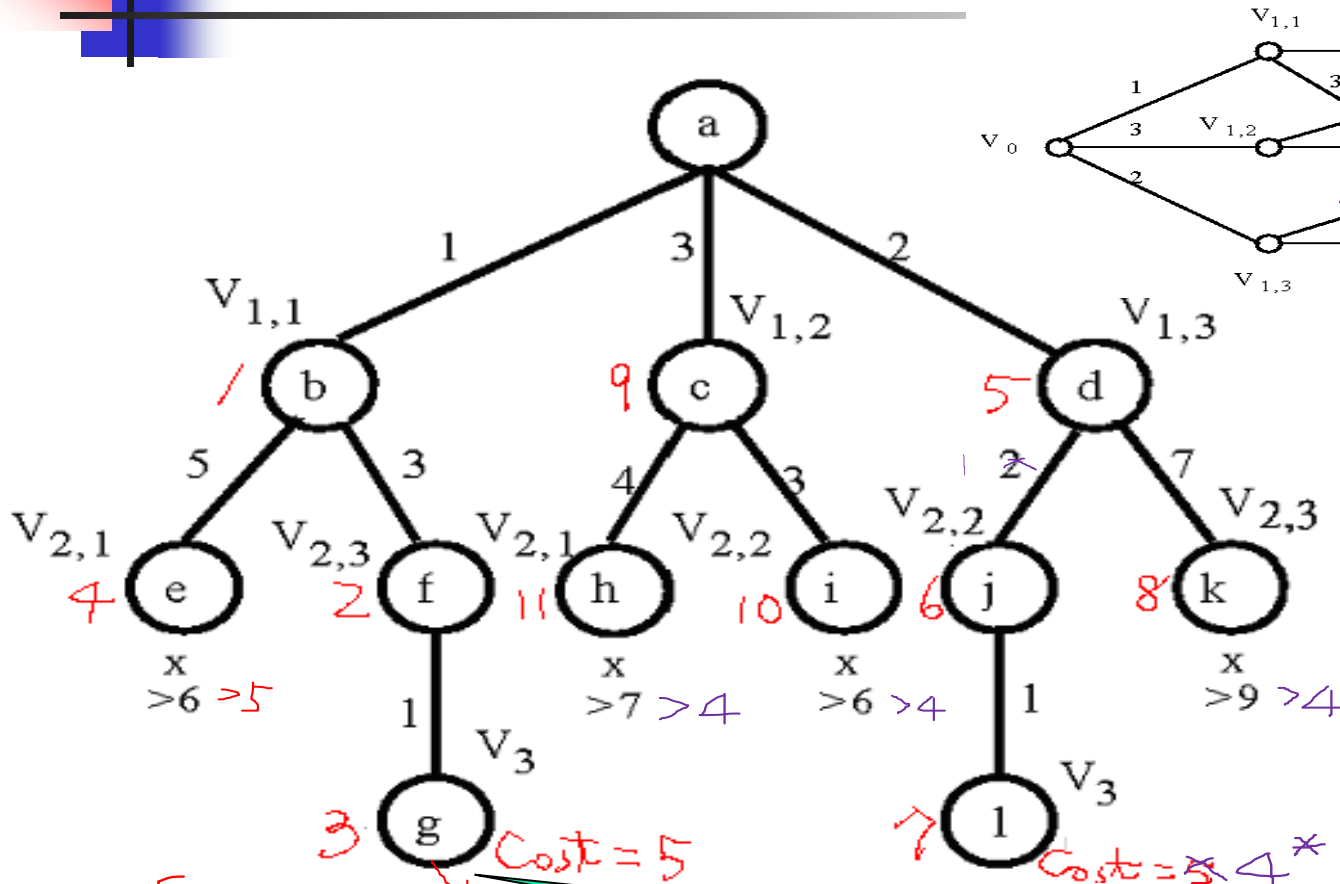 V1,1
1
3
3
V1,2
V0
2
V1,3
a
1
3
2
V1,1
V1,2
V1,3
1 b
9 c
5 d
5
3
4
3
1 2
7
V2,1
V2,3
V2,1
V2,2
V2,2
V2,3
4 e
2 f
11 h
10 i
6 j
8 k
x
x
x
x
>6 >5
>7 >4
>6 >4
>9 >4
1
1
V3
V3
3 g
7 l
Cost = 5
Cost = 5 4*